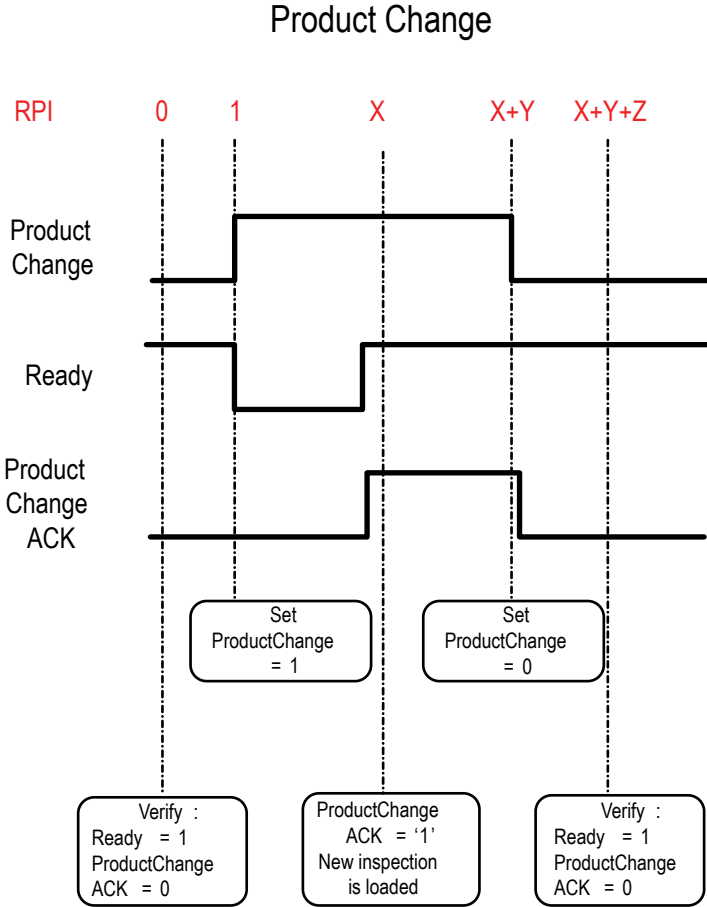 Product Change
RPI 0 1 X X+Y X+Y+Z
Product
Change
Ready
Product
Change
ACK
Set
ProductChange
= 1
Set
ProductChange
= 0
Verify :
Ready = 1
ProductChange
ACK = 0
ProductChange
ACK = ‘1’
New inspection
is loaded
Verify :
Ready = 1
ProductChange
ACK = 0